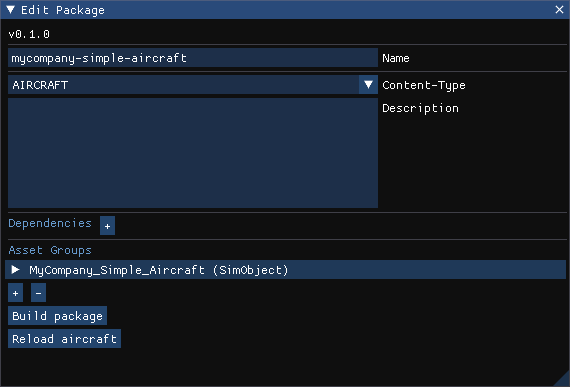 Edit Package
v0.1.0
mycompany-simple-aircraft Name
AIRCRAFT Content-Type
Description
Dependencies +
Asset Groups
MyCompany_Simple_Aircraft (SimObject)
+ -
Build package
Reload aircraft